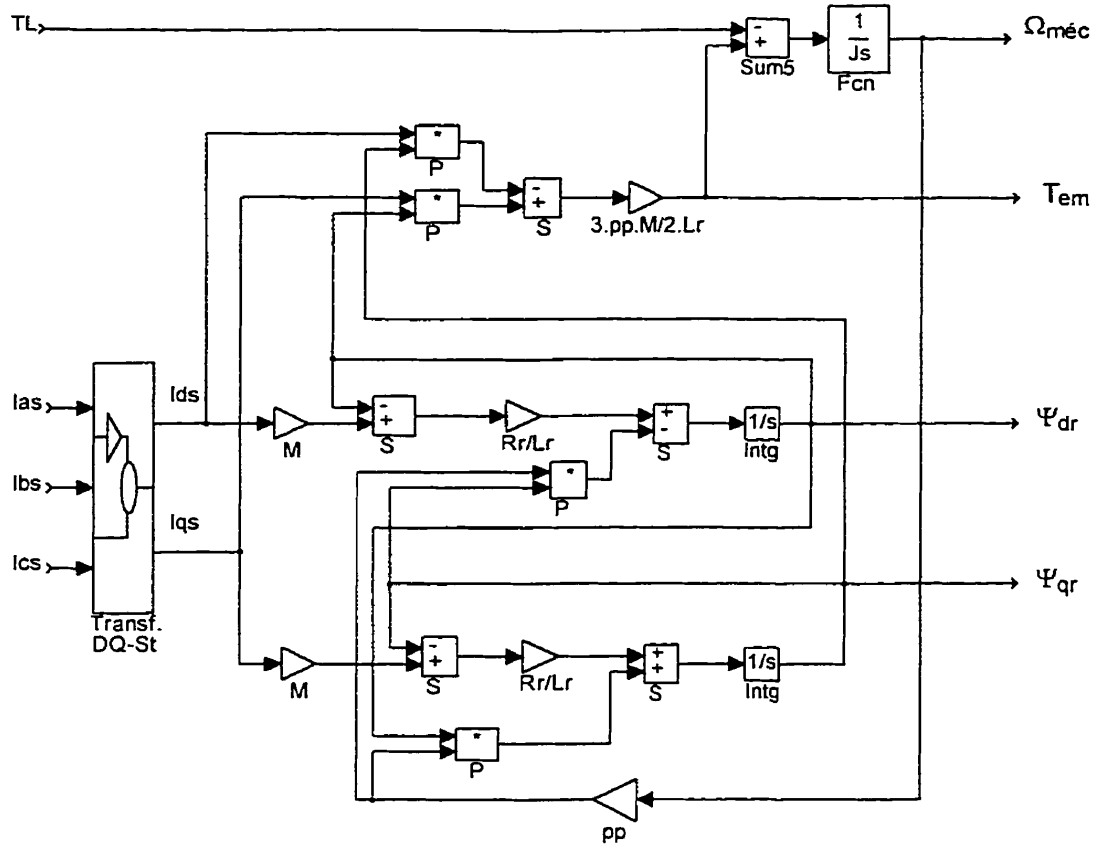 TL
-
+
Sum5
1
Js
Fcn
Ωméc
*
P
*
P
-
+
S
3.pp.M/2.Lr
Tem
Ias
Ibs
Ics
Transf.
DQ-St
Ids
Iqs
M
-
+
S
Rr/Lr
+
-
S
1/s
Intg
Ψdr
*
P
Ψqr
M
-
+
S
Rr/Lr
+
+
S
1/s
Intg
*
P
pp